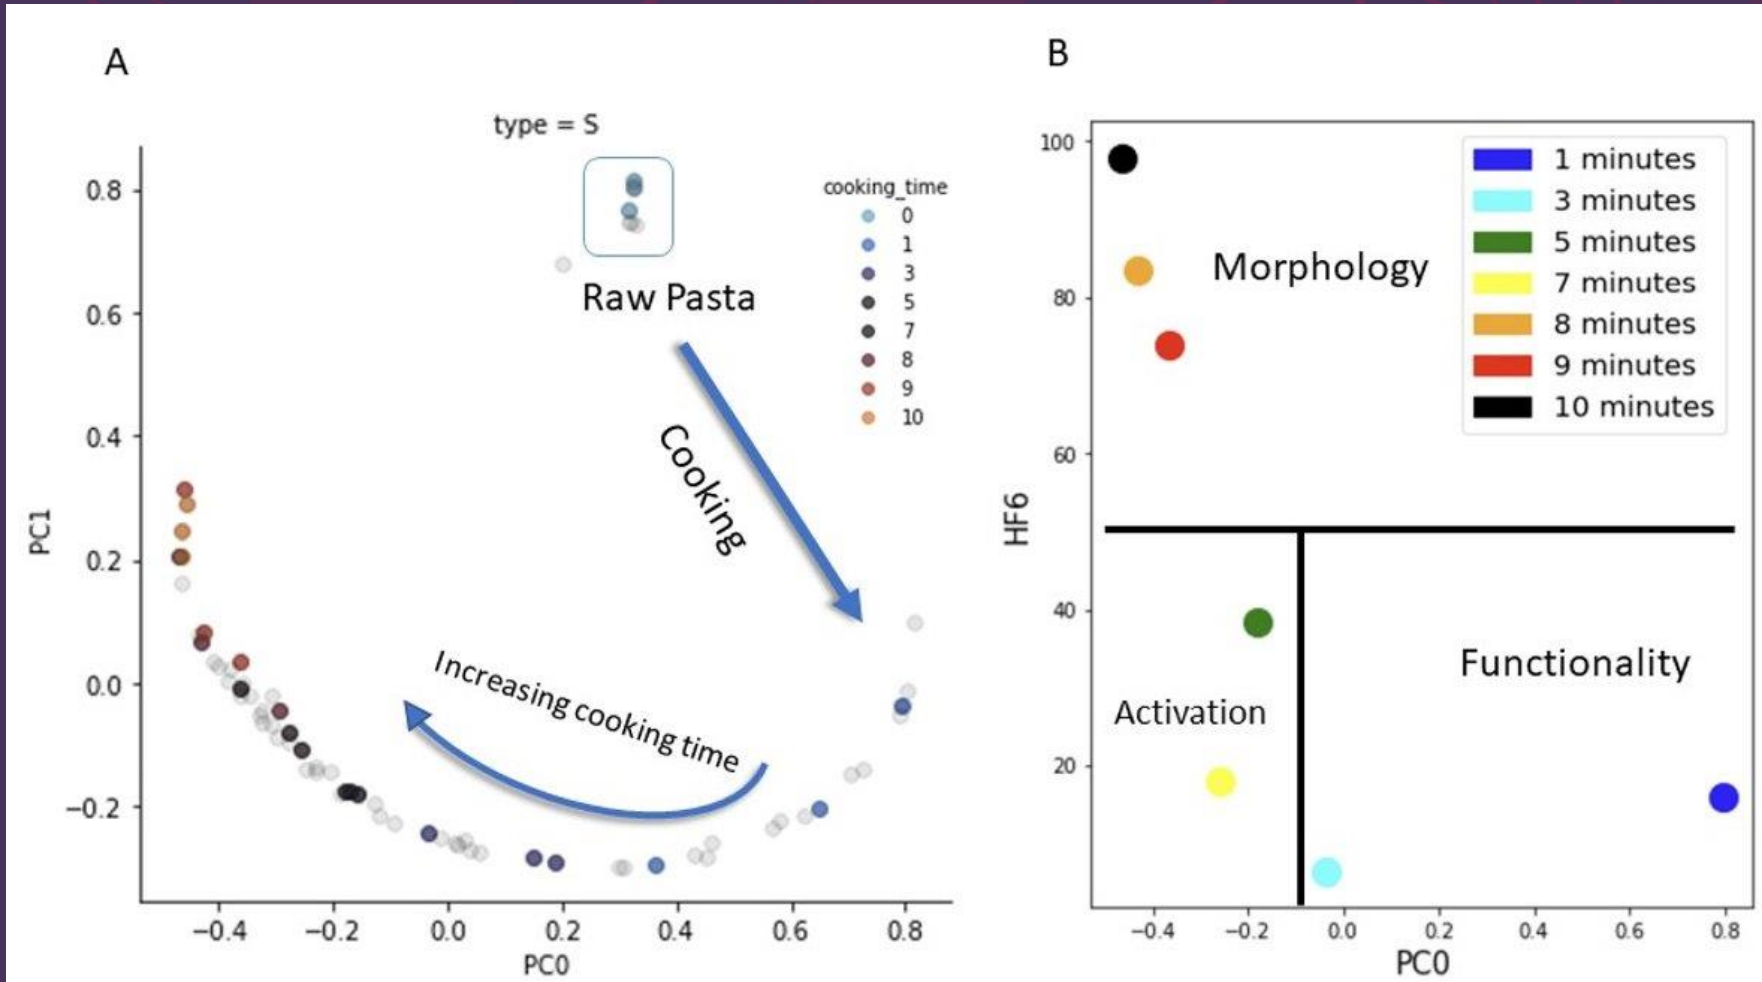 A
type = S
0.8
0.6
0.4
0.2
0.0
−0.2
PC1
−0.4
−0.2
0.0
0.2
0.4
0.6
0.8
PC0
cooking_time
0
1
3
5
7
8
9
10
Raw Pasta
Cooking
Increasing cooking time
B
100
80
60
40
20
HF6
−0.4
−0.2
0.0
0.2
0.4
0.6
0.8
PC0
1 minutes
3 minutes
5 minutes
7 minutes
8 minutes
9 minutes
10 minutes
Morphology
Activation
Functionality